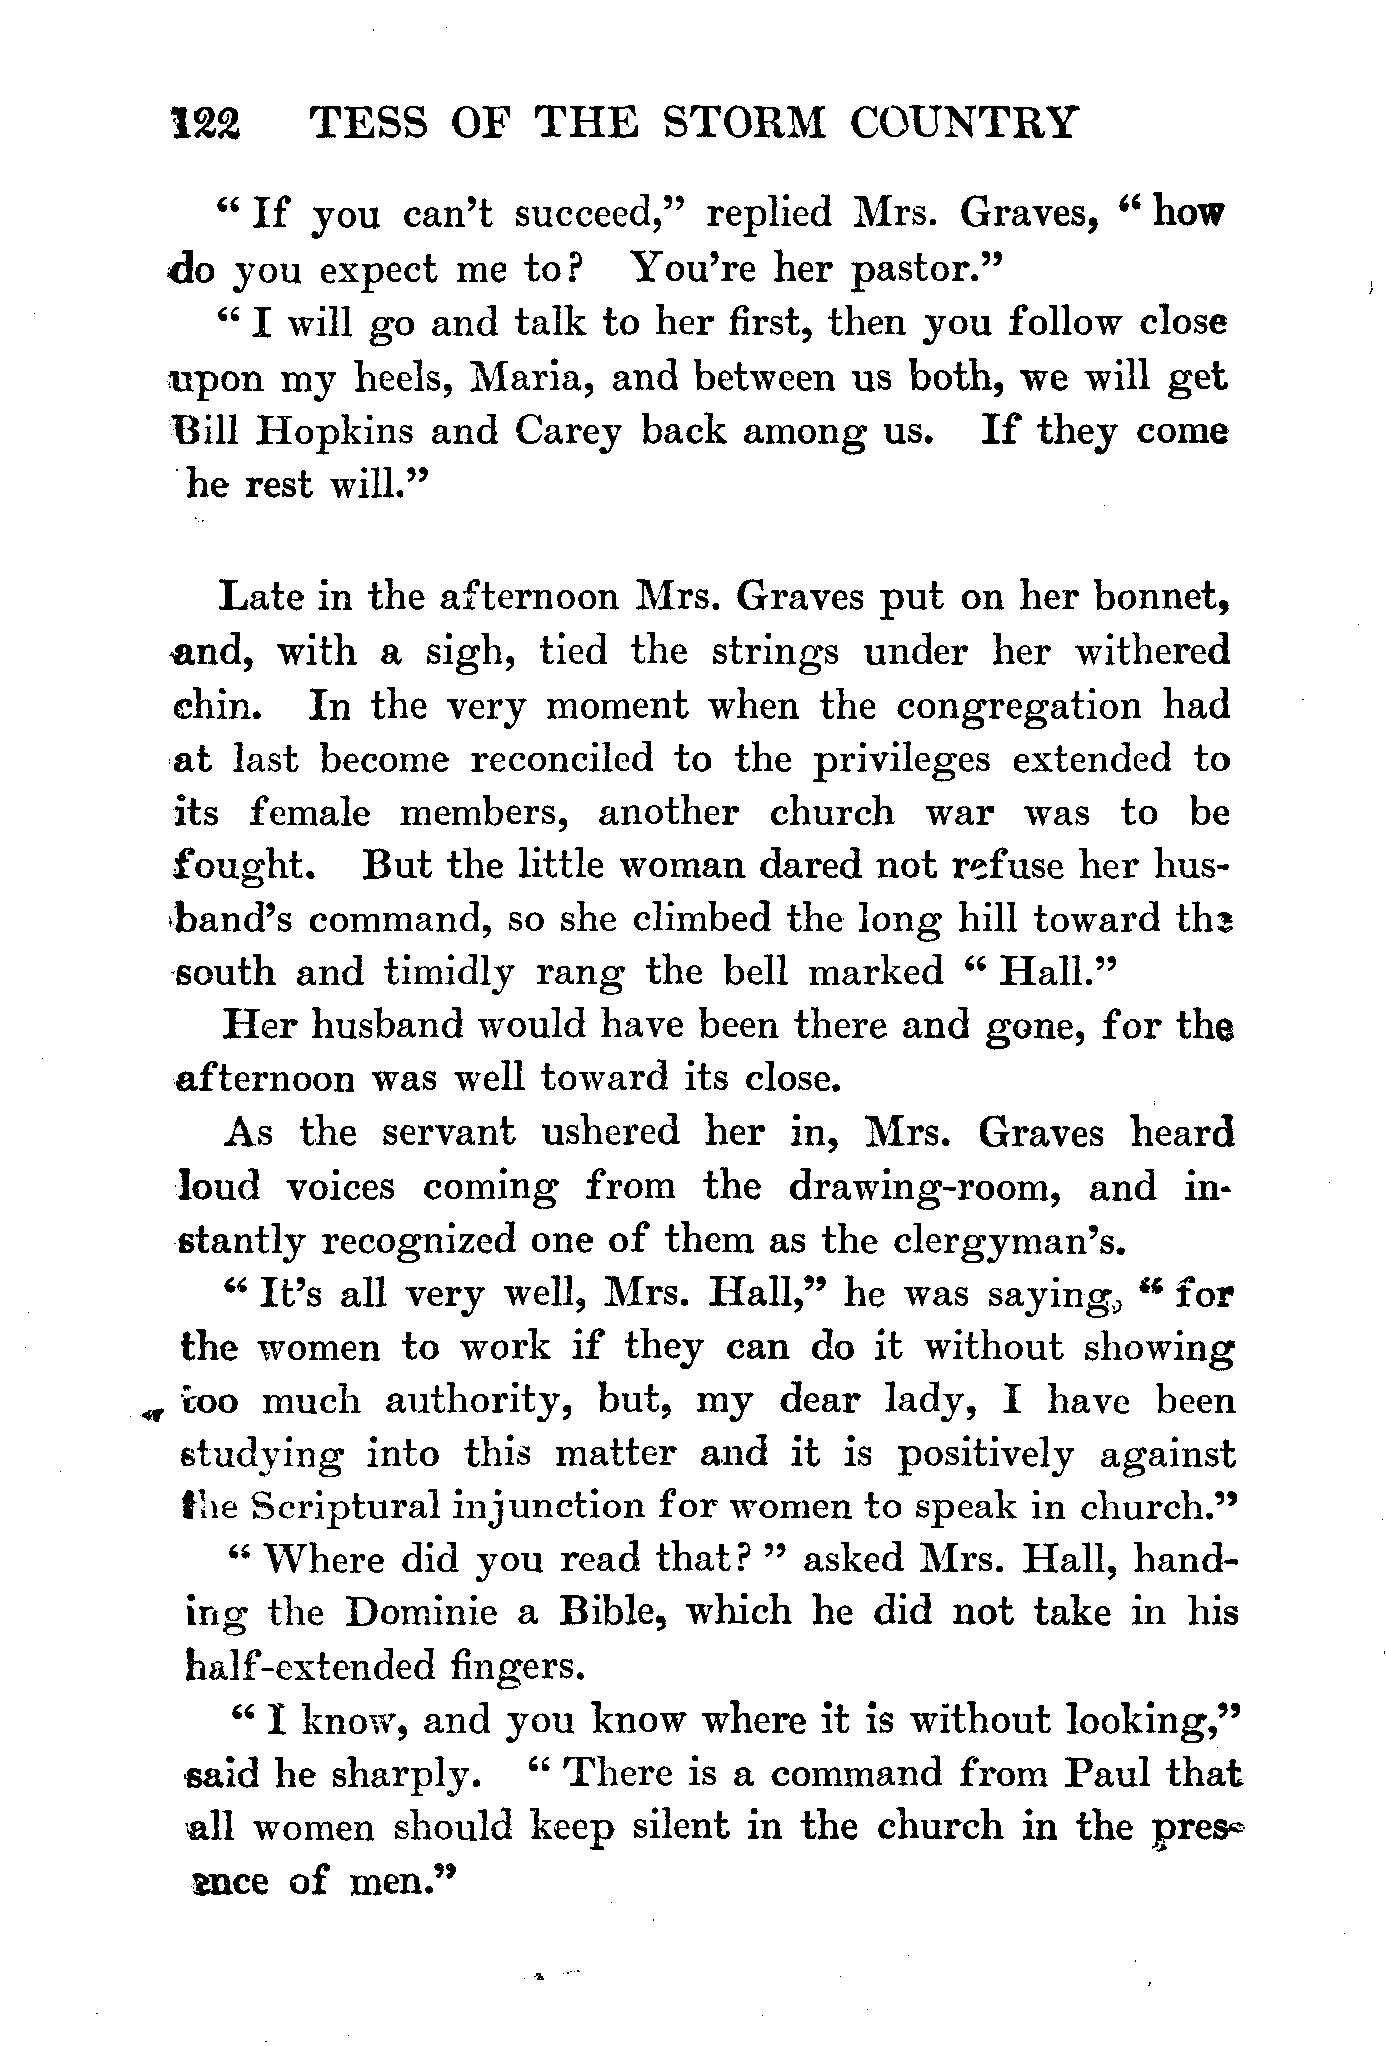 122 TESS OF THE STORM COUNTRY
“ If you can’t succeed,” replied Mrs. Graves, “ how
do you expect me to? You’re her pastor.”
“ I will go and talk to her first, then you follow close
upon my heels, Maria, and between us both, we will get
Bill Hopkins and Carey back among us. If they come
he rest will.”
Late in the afternoon Mrs. Graves put on her bonnet,
and, with a sigh, tied the strings under her withered
chin. In the very moment when the congregation had
at last become reconciled to the privileges extended to
its female members, another church war was to be
fought. But the little woman dared not refuse her hus-
band’s command, so she climbed the long hill toward the
south and timidly rang the bell marked “ Hall.”
Her husband would have been there and gone, for the
afternoon was well toward its close.
As the servant ushered her in, Mrs. Graves heard
loud voices coming from the drawing-room, and in-
stantly recognized one of them as the clergyman’s.
“ It’s all very well, Mrs. Hall,” he was saying, “ for
the women to work if they can do it without showing
too much authority, but, my dear lady, I have been
studying into this matter and it is positively against
the Scriptural injunction for women to speak in church.”
“ Where did you read that? ” asked Mrs. Hall, hand-
ing the Dominie a Bible, which he did not take in his
half-extended fingers.
“ I know, and you know where it is without looking,”
said he sharply. “ There is a command from Paul that
all women should keep silent in the church in the pres-
ence of men.”